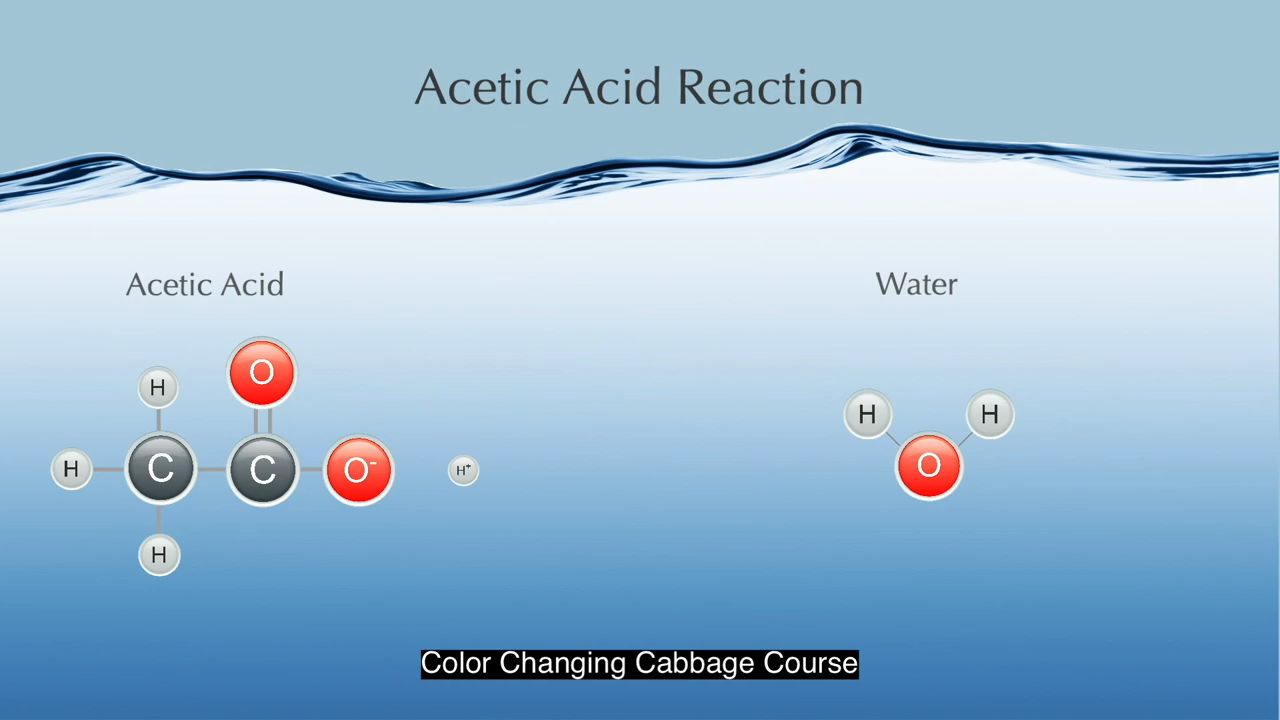 Acetic Acid Reaction
Acetic Acid
Water
O
H
H
H
H
C
C
O⁻
H⁺
O
H
Color Changing Cabbage Course